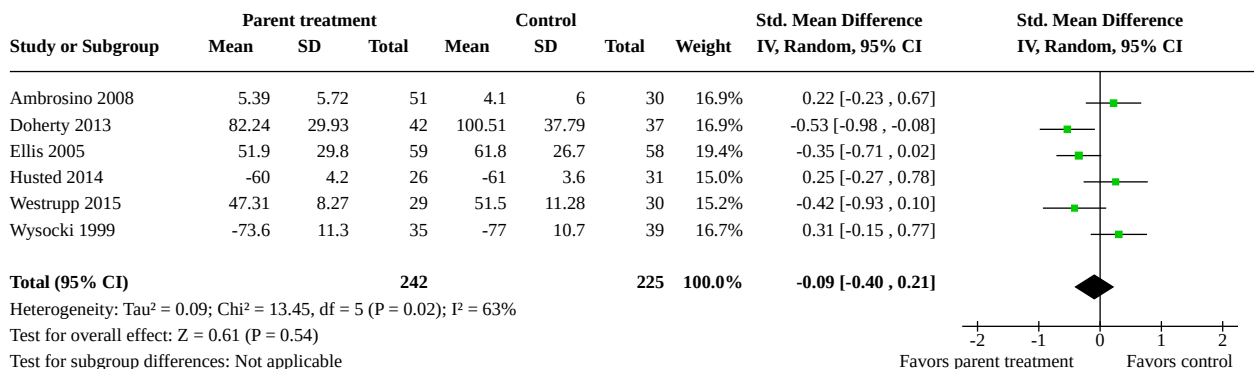 Parent treatment Control Std. Mean Difference Std. Mean Difference
Study or Subgroup Mean SD Total Mean SD Total Weight IV, Random, 95% CI IV, Random, 95% CI
Ambrosino 2008 5.39 5.72 51 4.1 6 30 16.9% 0.22 [-0.23 , 0.67]
Doherty 2013 82.24 29.93 42 100.51 37.79 37 16.9% -0.53 [-0.98 , -0.08]
Ellis 2005 51.9 29.8 59 61.8 26.7 58 19.4% -0.35 [-0.71 , 0.02]
Husted 2014 -60 4.2 26 -61 3.6 31 15.0% 0.25 [-0.27 , 0.78]
Westrupp 2015 47.31 8.27 29 51.5 11.28 30 15.2% -0.42 [-0.93 , 0.10]
Wysocki 1999 -73.6 11.3 35 -77 10.7 39 16.7% 0.31 [-0.15 , 0.77]
Total (95% CI) 242 225 100.0% -0.09 [-0.40 , 0.21]
Heterogeneity: Tau² = 0.09; Chi² = 13.45, df = 5 (P = 0.02); I² = 63%
Test for overall effect: Z = 0.61 (P = 0.54) -2 -1 0 1 2
Test for subgroup differences: Not applicable Favors parent treatment Favors control